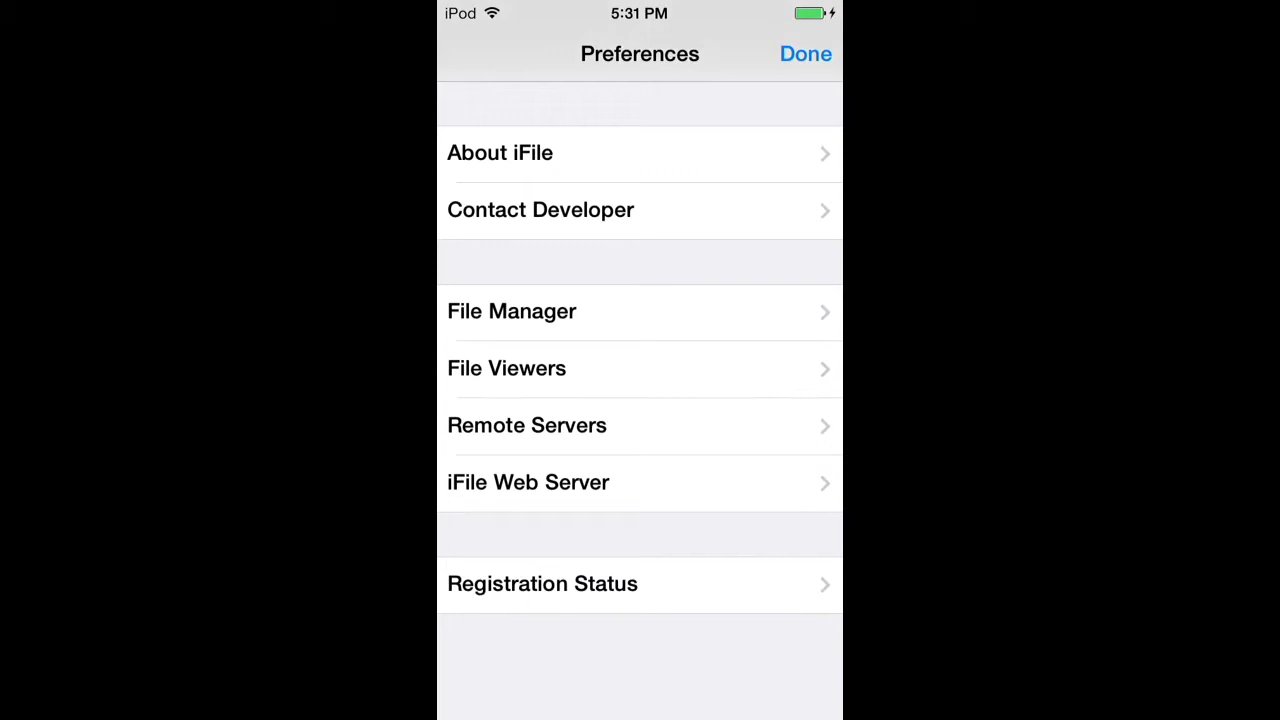 iPod 5:31 PM
Preferences Done
About iFile
Contact Developer
File Manager
File Viewers
Remote Servers
iFile Web Server
Registration Status